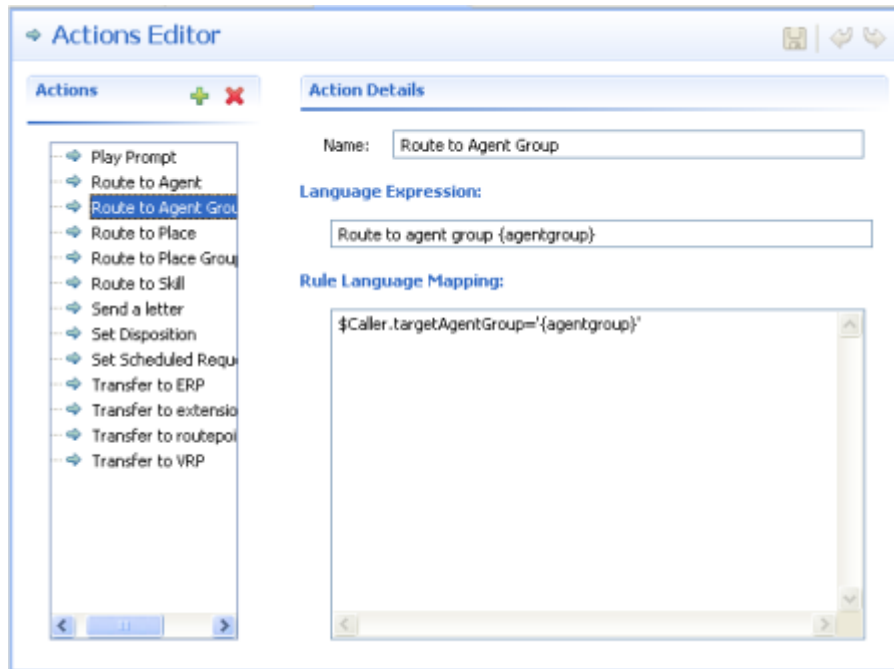 Actions Editor
Actions
Play Prompt
Route to Agent
Route to Agent Grou
Route to Place
Route to Place Group
Route to Skill
Send a letter
Set Disposition
Set Scheduled Reque
Transfer to ERP
Transfer to extensio
Transfer to routepoi
Transfer to VRP
Action Details
Name: Route to Agent Group
Language Expression:
Route to agent group {agentgroup}
Rule Language Mapping:
$Caller.targetAgentGroup='{agentgroup}'